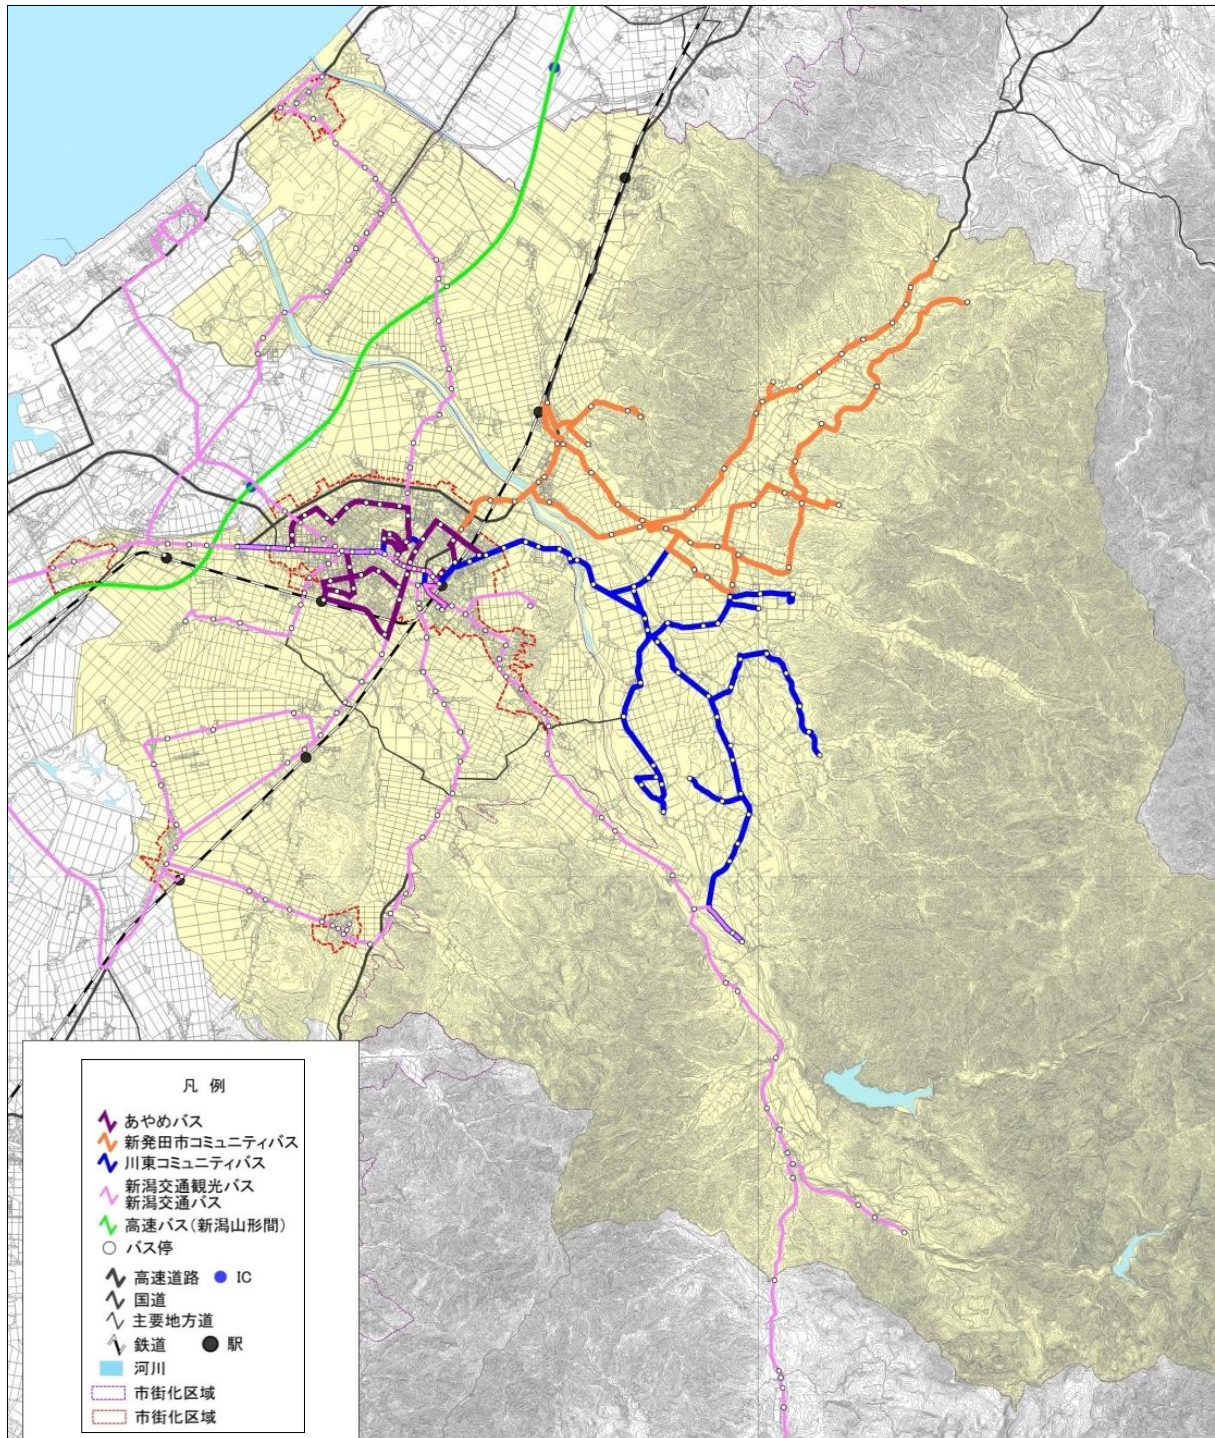 凡 例
あやめバス
新発田市コミュニティバス
川東コミュニティバス
新潟交通観光バス
新潟交通バス
高速バス(新潟山形間)
バス停
高速道路 IC
国道
主要地方道
鉄道 駅
河川
市街化区域
市街化区域